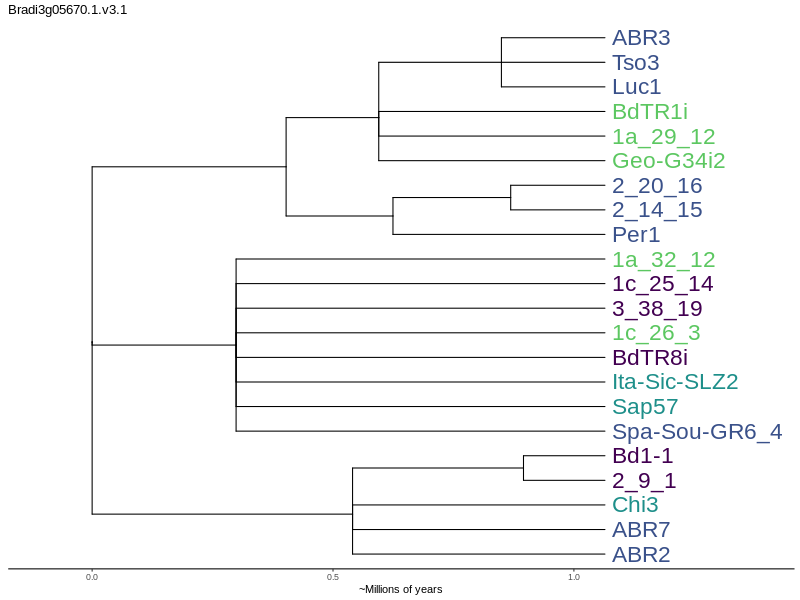 Bradi3g05670.1.v3.1
ABR3
Tso3
Luc1
BdTR1i
1a_29_12
Geo-G34i2
2_20_16
2_14_15
Per1
1a_32_12
1c_25_14
3_38_19
1c_26_3
BdTR8i
Ita-Sic-SLZ2
Sap57
Spa-Sou-GR6_4
Bd1-1
2_9_1
Chi3
ABR7
ABR2
0.0 0.5 1.0
~Millions of years